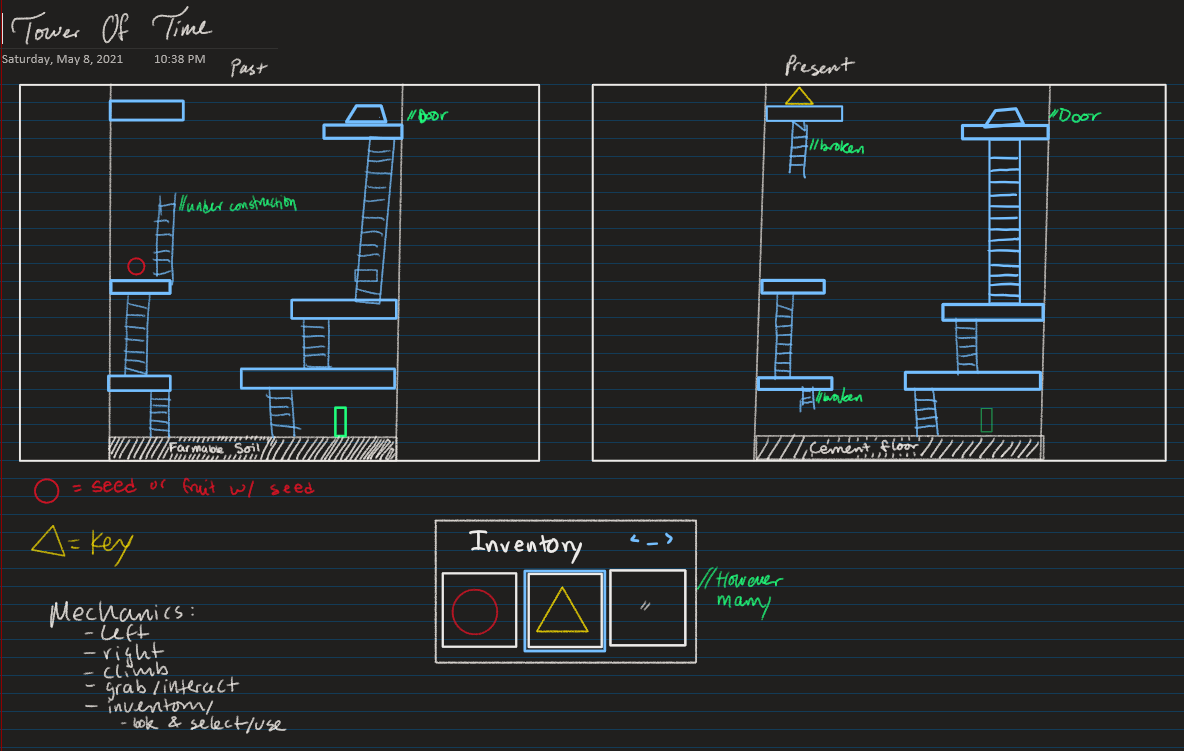 Tower Of Time
Saturday, May 8, 2021 10:38 PM
Past
Present
//Door
//under construction
Farmable Soil
//Door
//broken
//broken
Cement floor
= seed or fruit w/ seed
= Key
Inventory < _ >
//
//However
many
Mechanics:
- left
- right
- climb
- grab/interact
- inventory
- look & select/use